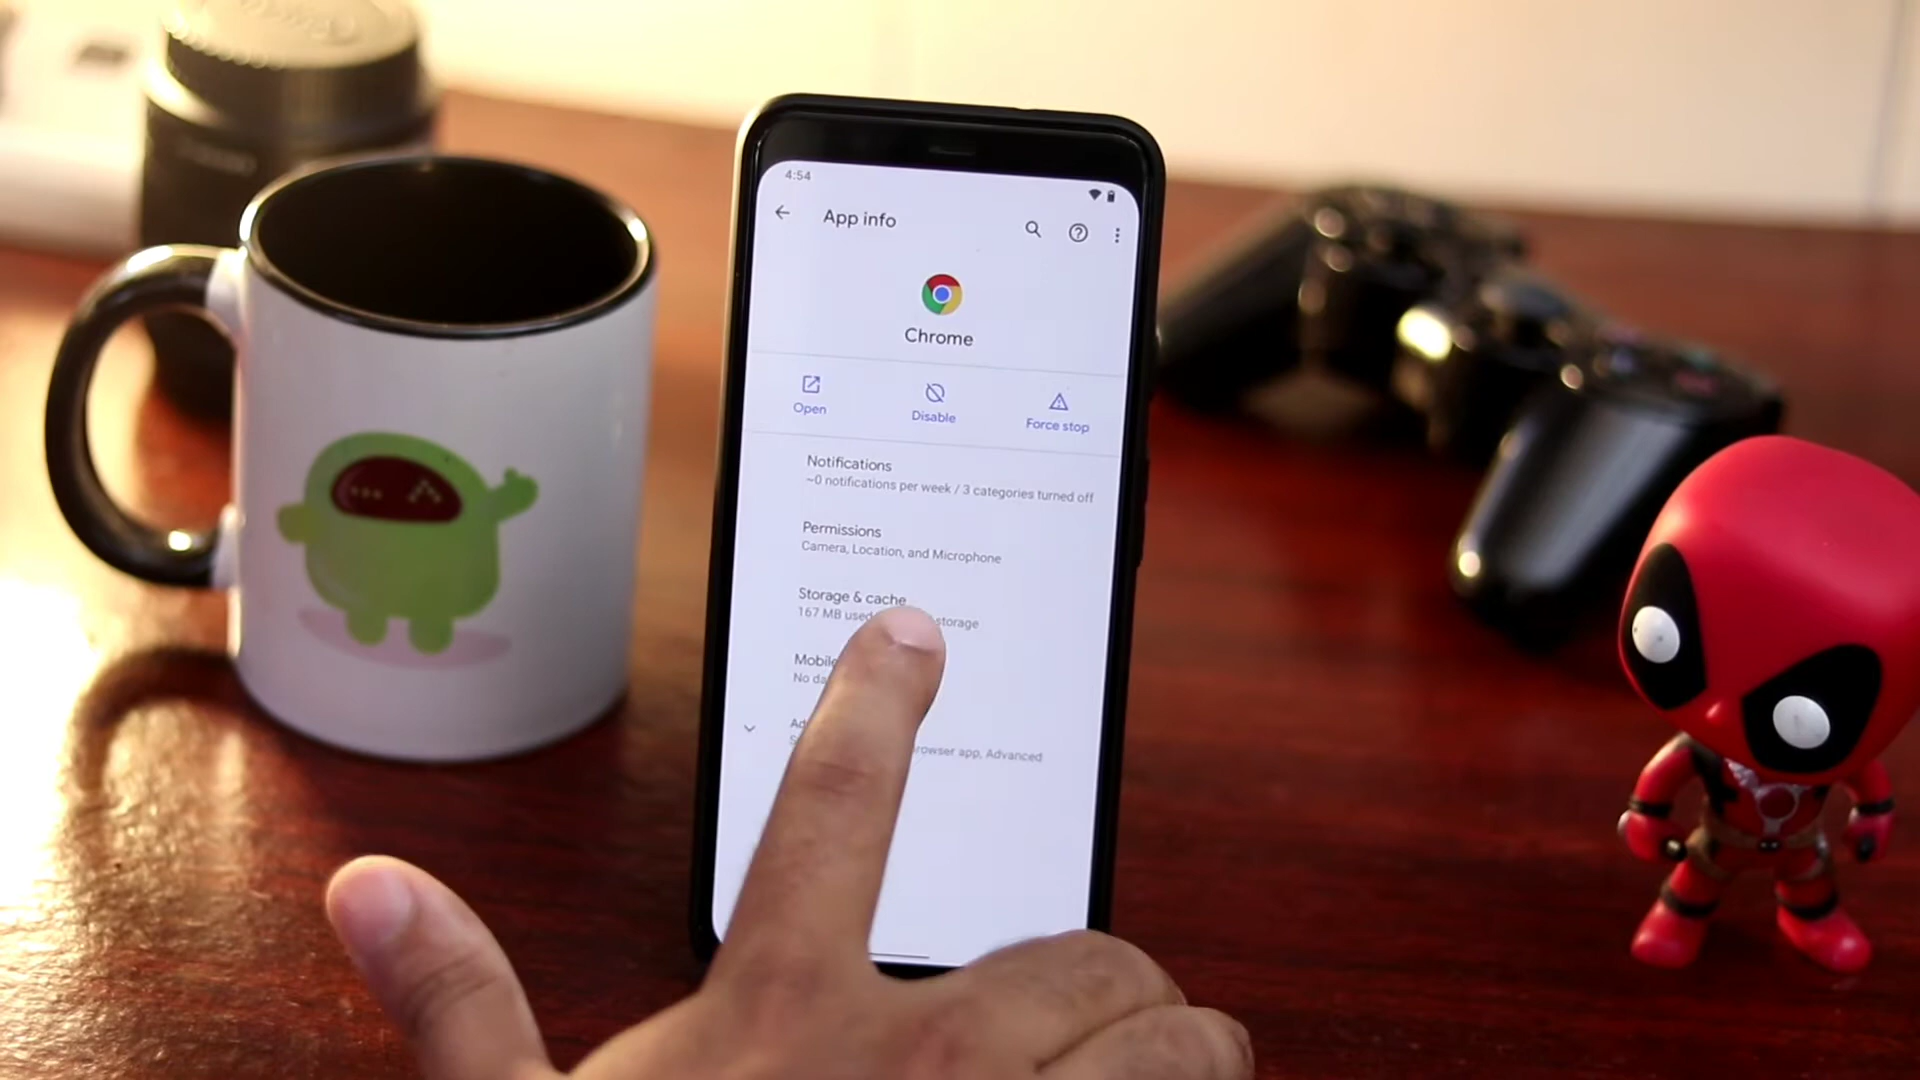 4:54
App info
Chrome
Open
Disable
Force stop
Notifications
~0 notifications per week / 3 categories turned off
Permissions
Camera, Location, and Microphone
Storage & cache
167 MB used storage
Mobile
No
browser app, Advanced